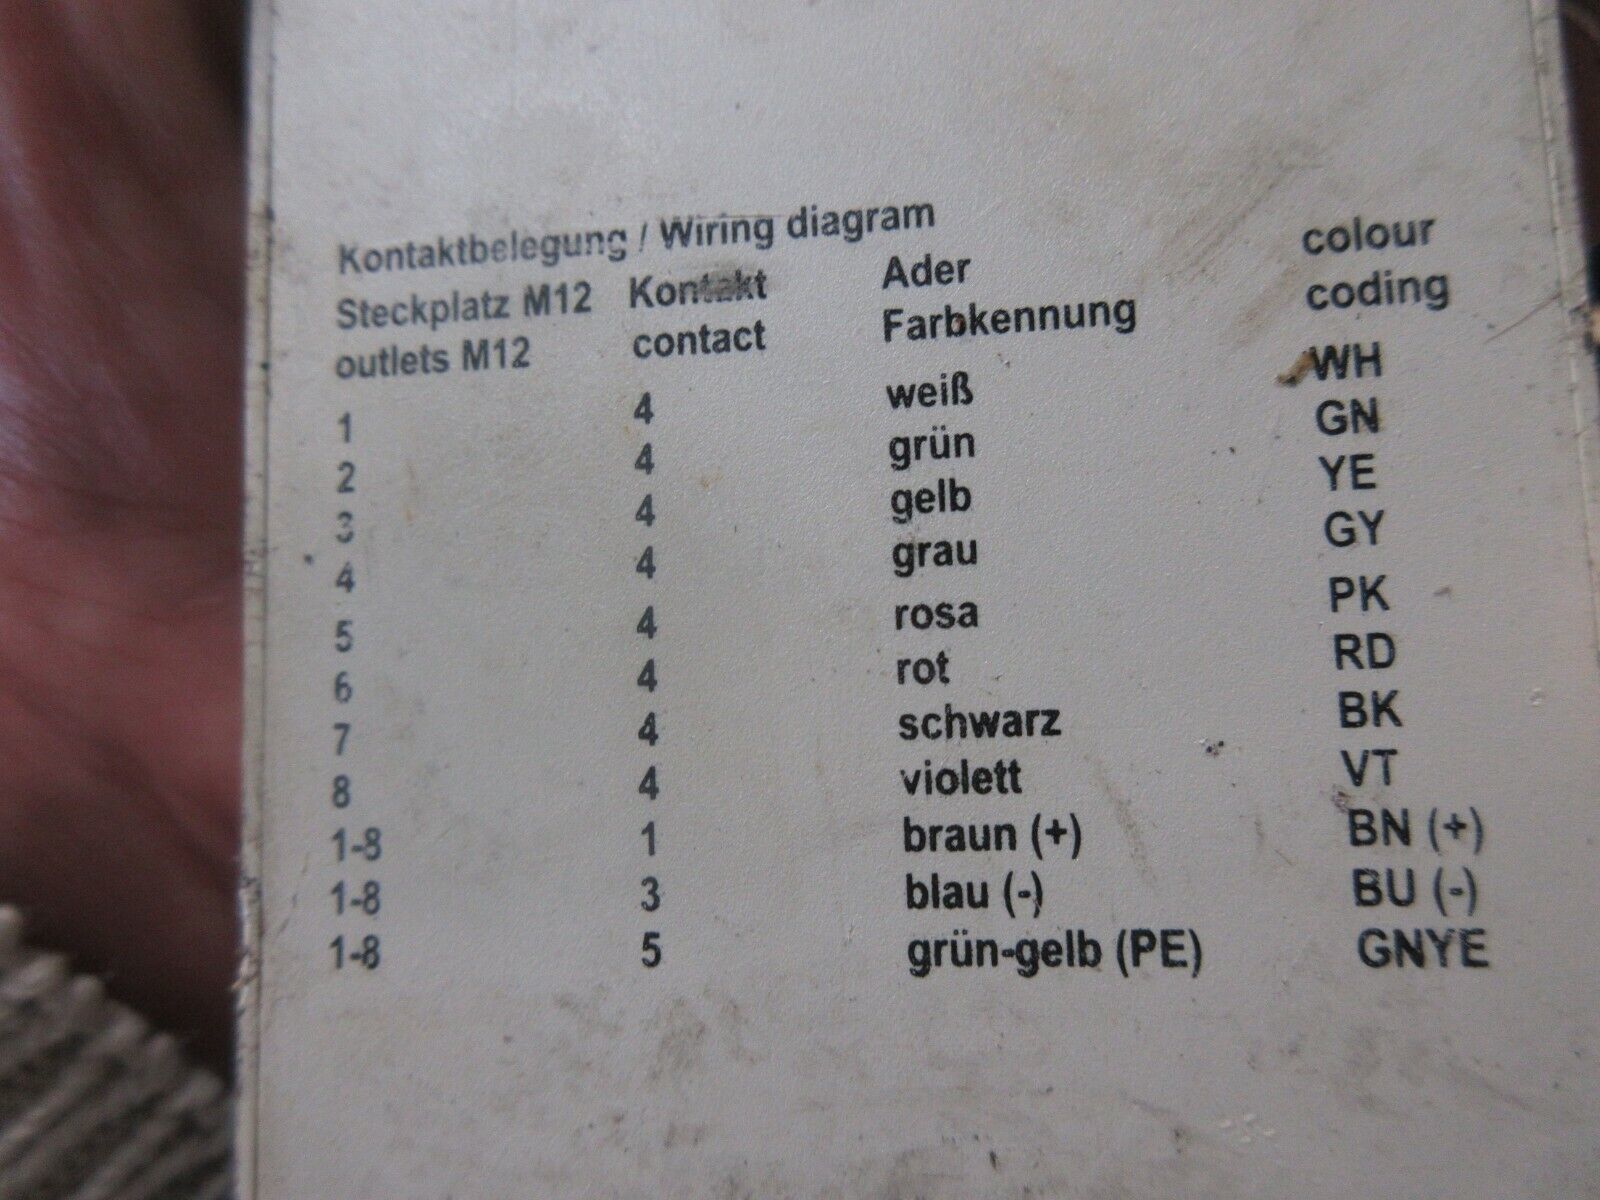 Kontaktbelegung / Wiring diagram
Steckplatz M12 Kontakt Ader colour
outlets M12 contact Farbkennung coding
1 4 weiß WH
2 4 grün GN
3 4 gelb YE
4 4 grau GY
5 4 rosa PK
6 4 rot RD
7 4 schwarz BK
8 4 violett VT
1-8 1 braun (+) BN (+)
1-8 3 blau (-) BU (-)
1-8 5 grün-gelb (PE) GNYE